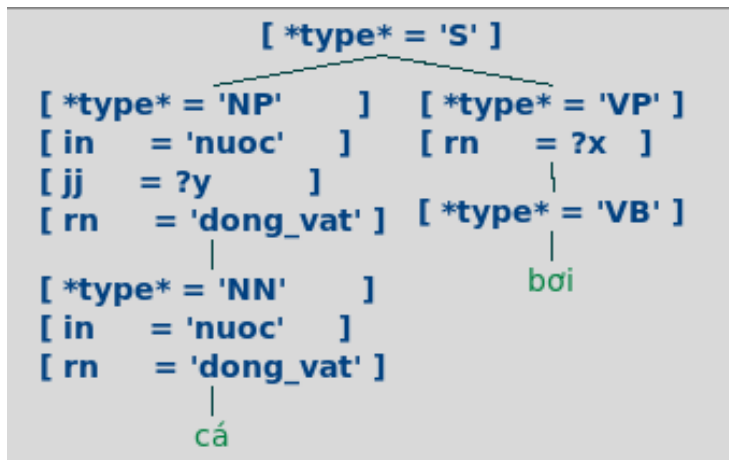 [ *type* = 'S' ]
[ *type* = 'NP' ] [ *type* = 'VP' ]
[ in = 'nuoc' ] [ rn = ?x ]
[ jj = ?y ]
[ rn = 'dong_vat' ] [ *type* = 'VB' ]
[ *type* = 'NN' ] bơi
[ in = 'nuoc' ]
[ rn = 'dong_vat' ]
cá